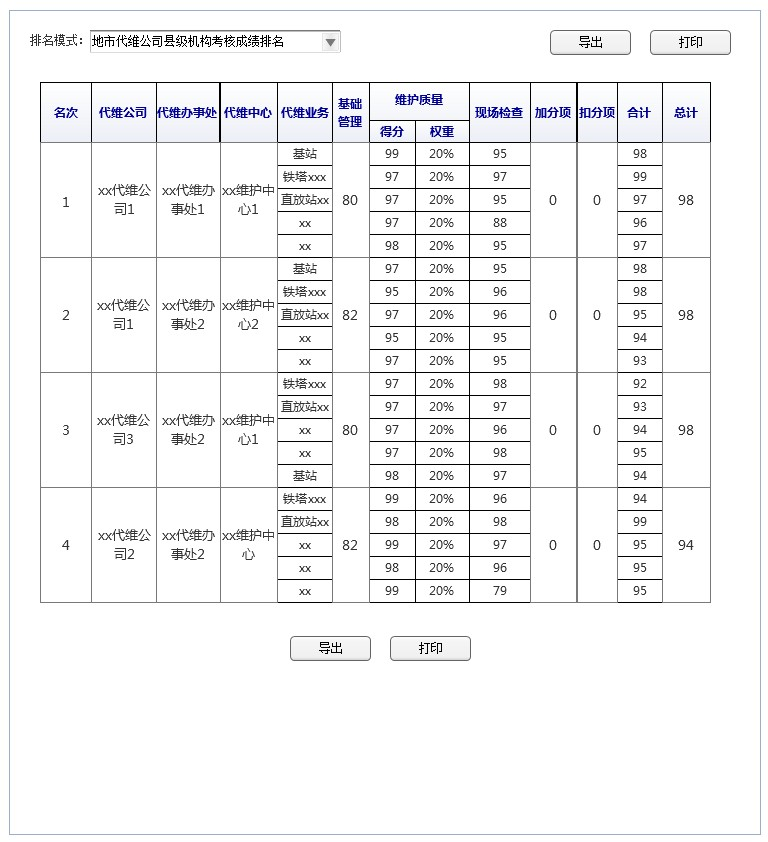 排名模式: 地市代维公司县级机构考核成绩排名 导出 打印
名次 代维公司 代维办事处 代维中心 代维业务 基础管理 维护质量 现场检查 加分项 扣分项 合计 总计
得分 权重
1 xx代维公司1 xx代维办事处1 xx维护中心1 基站 80 99 20% 95 0 0 98 98
铁塔xxx 97 20% 97 99
直放站xx 97 20% 95 97
xx 97 20% 88 96
xx 98 20% 95 97
2 xx代维公司1 xx代维办事处2 xx维护中心2 基站 82 97 20% 95 0 0 98 98
铁塔xxx 95 20% 96 98
直放站xx 97 20% 96 95
xx 95 20% 95 94
xx 97 20% 95 93
3 xx代维公司3 xx代维办事处2 xx维护中心1 铁塔xxx 80 97 20% 98 0 0 92 98
直放站xx 97 20% 97 93
xx 97 20% 96 94
xx 97 20% 98 95
基站 98 20% 97 94
4 xx代维公司2 xx代维办事处2 xx维护中心 铁塔xxx 82 99 20% 96 0 0 94 94
直放站xx 98 20% 98 99
xx 99 20% 97 95
xx 98 20% 96 95
xx 99 20% 79 95
导出 打印